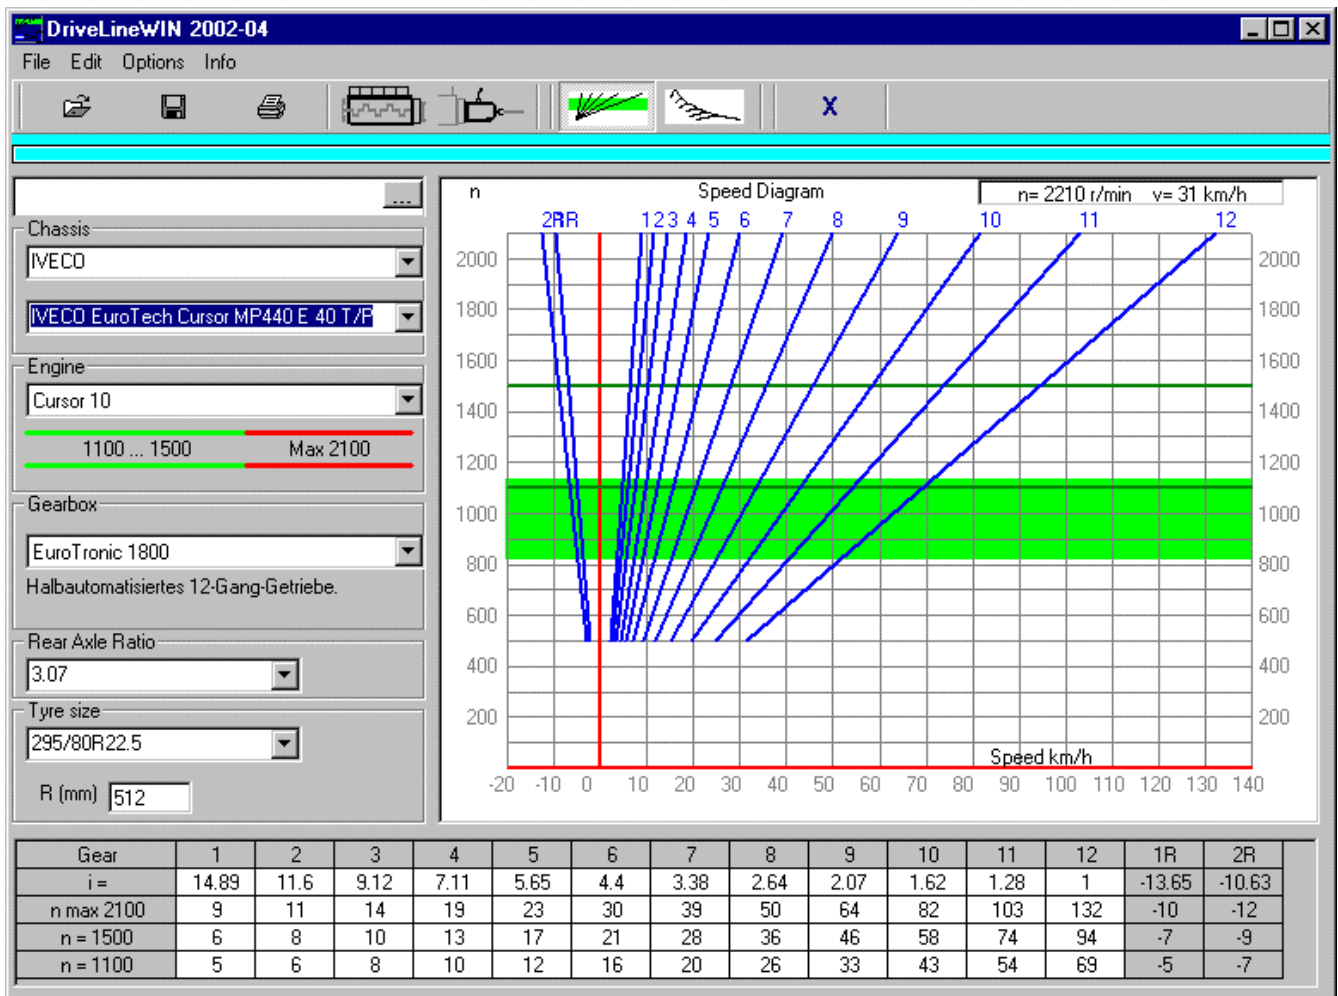 DriveLineWIN 2002-04
File Edit Options Info
X
...
Chassis
IVECO
IVECO EuroTech Cursor MP440 E 40 T/P
Engine
Cursor 10
1100 ... 1500 Max 2100
Gearbox
EuroTronic 1800
Halbautomatisiertes 12-Gang-Getriebe.
Rear Axle Ratio
3.07
Tyre size
295/80R22.5
R (mm) 512
n Speed Diagram n= 2210 r/min v= 31 km/h
2R 1R 1 2 3 4 5 6 7 8 9 10 11 12
2000 2000
1800 1800
1600 1600
1400 1400
1200 1200
1000 1000
800 800
600 600
400 400
200 200
Speed km/h
-20 -10 0 10 20 30 40 50 60 70 80 90 100 110 120 130 140
Gear 1 2 3 4 5 6 7 8 9 10 11 12 1R 2R
i = 14.89 11.6 9.12 7.11 5.65 4.4 3.38 2.64 2.07 1.62 1.28 1 -13.65 -10.63
n max 2100 9 11 14 19 23 30 39 50 64 82 103 132 -10 -12
n = 1500 6 8 10 13 17 21 28 36 46 58 74 94 -7 -9
n = 1100 5 6 8 10 12 16 20 26 33 43 54 69 -5 -7